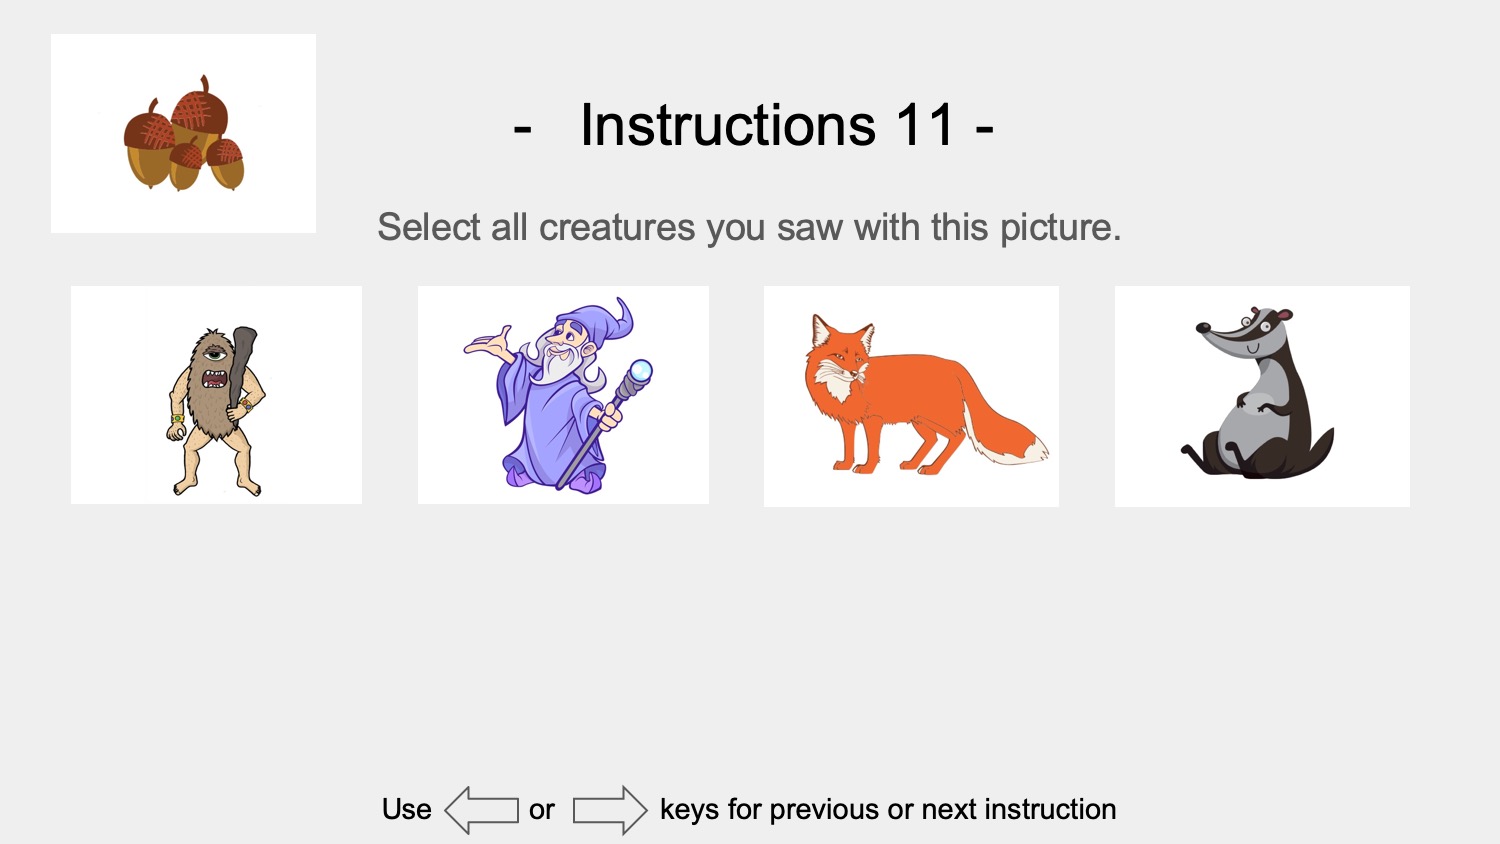 - Instructions 11 -
Select all creatures you saw with this picture.
Use or keys for previous or next instruction